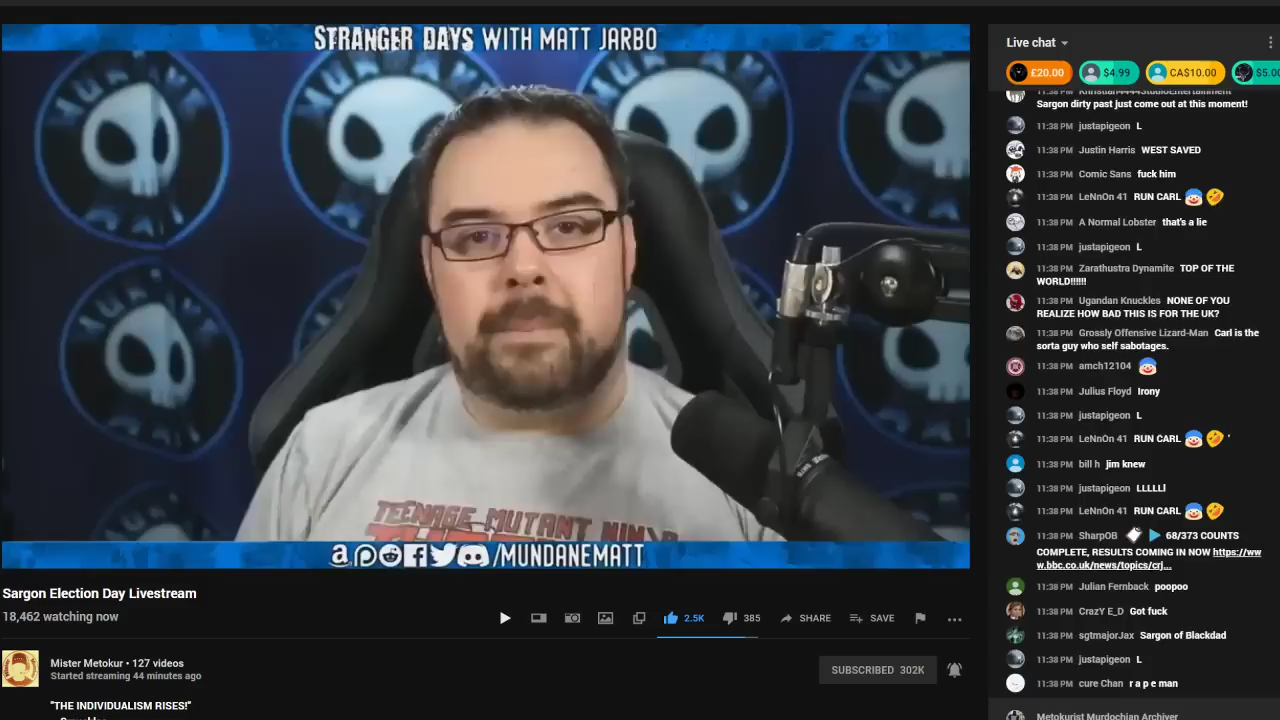 STRANGER DAYS WITH MATT JARBO
TEENAGE MUTANT NINJA
/MUNDANEMATT
Sargon Election Day Livestream
18,462 watching now
2.5K
385
SHARE
SAVE
Mister Metokur • 127 videos
Started streaming 44 minutes ago
SUBSCRIBED 302K
"THE INDIVIDUALISM RISES!"
Live chat
£20.00
$4.99
CA$10.00
$5.00
Sargon dirty past just come out at this moment!
11:38 PM justapigeon L
11:38 PM Justin Harris WEST SAVED
11:38 PM Comic Sans fuck him
11:38 PM LeNnOn 41 RUN CARL 🤡 🤣
11:38 PM A Normal Lobster that's a lie
11:38 PM justapigeon L
11:38 PM Zarathustra Dynamite TOP OF THE
WORLD!!!!!!
11:38 PM Ugandan Knuckles NONE OF YOU
REALIZE HOW BAD THIS IS FOR THE UK?
11:38 PM Grossly Offensive Lizard-Man Carl is the
sorta guy who self sabotages.
11:38 PM amch12104 🤡
11:38 PM Julius Floyd Irony
11:38 PM justapigeon L
11:38 PM LeNnOn 41 RUN CARL 🤡 🤣 '
11:38 PM bill h jim knew
11:38 PM justapigeon LLLLLl
11:38 PM LeNnOn 41 RUN CARL 🤡 🤣
11:38 PM SharpOB 68/373 COUNTS
COMPLETE, RESULTS COMING IN NOW https://ww
w.bbc.co.uk/news/topics/crj...
11:38 PM Julian Fernback poopoo
11:38 PM CrazY E_D Got fuck
11:38 PM sgtmajorJax Sargon of Blackdad
11:38 PM justapigeon L
11:38 PM cure Chan r a p e man
Metokurist Murdochian Archiver